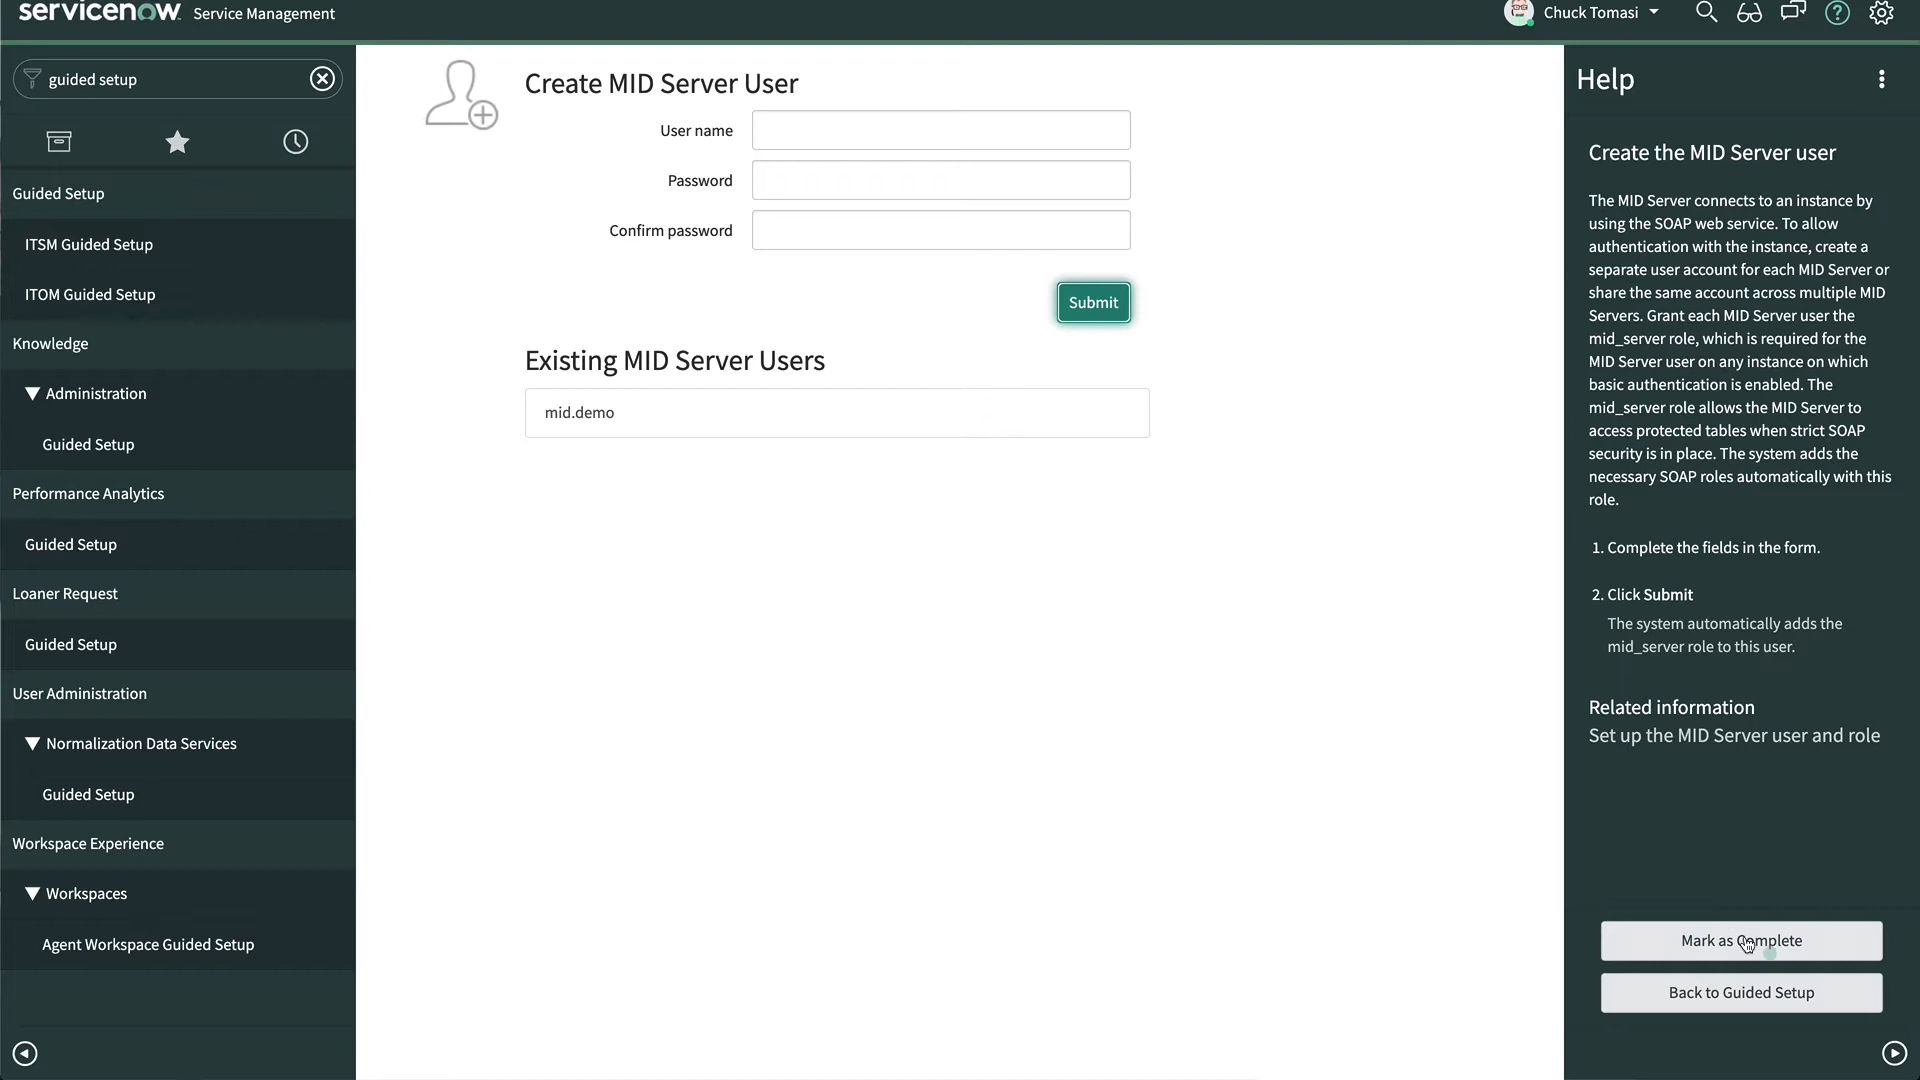 servicenow. Service Management
Chuck Tomasi
guided setup
Guided Setup
ITSM Guided Setup
ITOM Guided Setup
Knowledge
Administration
Guided Setup
Performance Analytics
Guided Setup
Loaner Request
Guided Setup
User Administration
Normalization Data Services
Guided Setup
Workspace Experience
Workspaces
Agent Workspace Guided Setup
Create MID Server User
User name
Password
Confirm password
Submit
Existing MID Server Users
mid.demo
Help
Create the MID Server user
The MID Server connects to an instance by
using the SOAP web service. To allow
authentication with the instance, create a
separate user account for each MID Server or
share the same account across multiple MID
Servers. Grant each MID Server user the
mid_server role, which is required for the
MID Server user on any instance on which
basic authentication is enabled. The
mid_server role allows the MID Server to
access protected tables when strict SOAP
security is in place. The system adds the
necessary SOAP roles automatically with this
role.
1. Complete the fields in the form.
2. Click Submit
The system automatically adds the
mid_server role to this user.
Related information
Set up the MID Server user and role
Mark as Complete
Back to Guided Setup